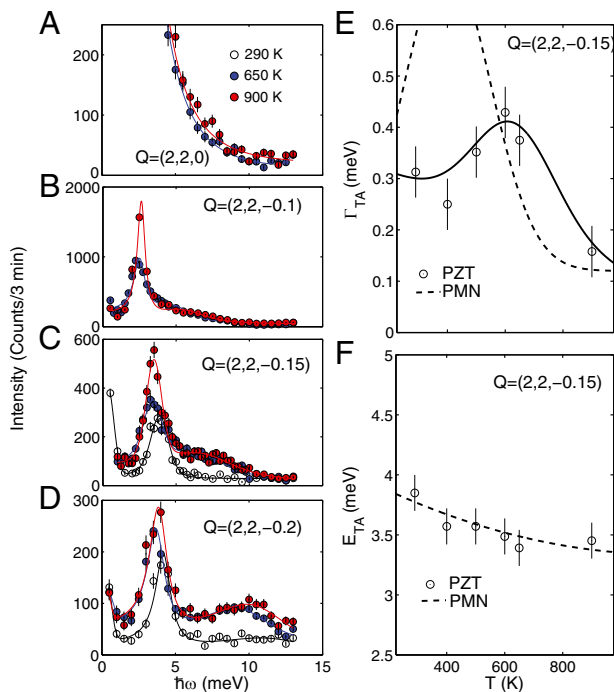 A
250
200
150
100
50
0
290 K
650 K
900 K
Q=(2,2,0)
B
2000
1000
0
Q=(2,2,-0.1)
C
600
400
200
0
Q=(2,2,-0.15)
D
300
200
100
0
Q=(2,2,-0.2)
0 5 10 15
ħω (meV)
Intensity (Counts/3 min)
E
0.6
0.5
0.4
0.3
0.2
0.1
0
Q=(2,2,-0.15)
Γ_TA (meV)
PZT
PMN
F
5
4.5
4
3.5
3
2.5
Q=(2,2,-0.15)
E_TA (meV)
PZT
PMN
400 600 800
T (K)